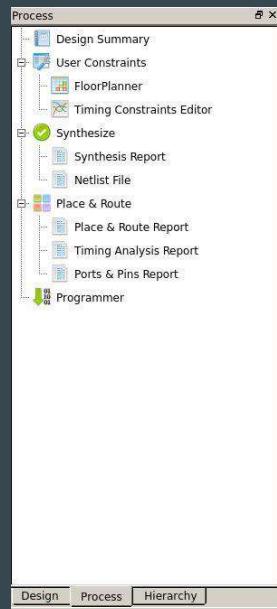 Process
Design Summary
User Constraints
FloorPlanner
Timing Constraints Editor
Synthesize
Synthesis Report
Netlist File
Place & Route
Place & Route Report
Timing Analysis Report
Ports & Pins Report
Programmer
Design Process Hierarchy